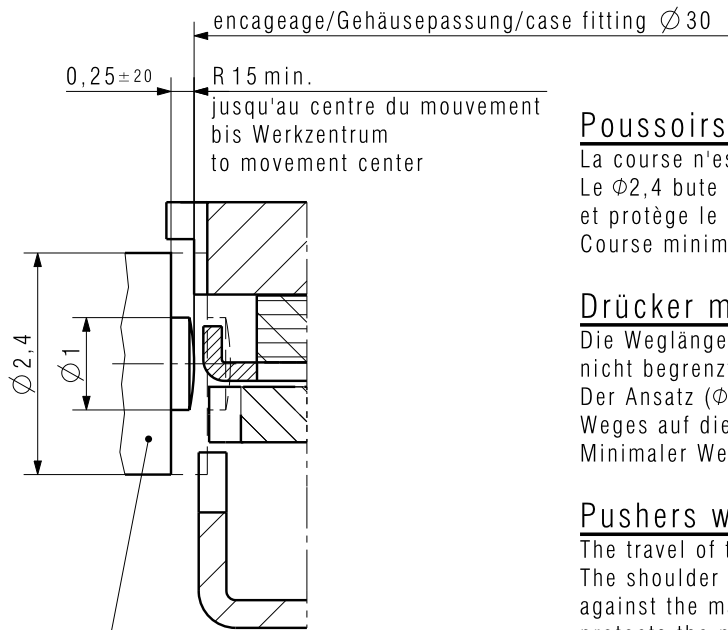 encageage/Gehäusepassung/case fitting ∅ 30
0,25±20
R 15 min.
jusqu'au centre du mouvement
bis Werkzentrum
to movement center
∅2,4
∅1
Poussoirs
La course n'es
Le ϕ2,4 bute
et protège le
Course minim
Drücker m
Die Weglänge
nicht begrenz
Der Ansatz (ϕ
Weges auf die
Minimaler We
Pushers w
The travel of t
The shoulder
against the m